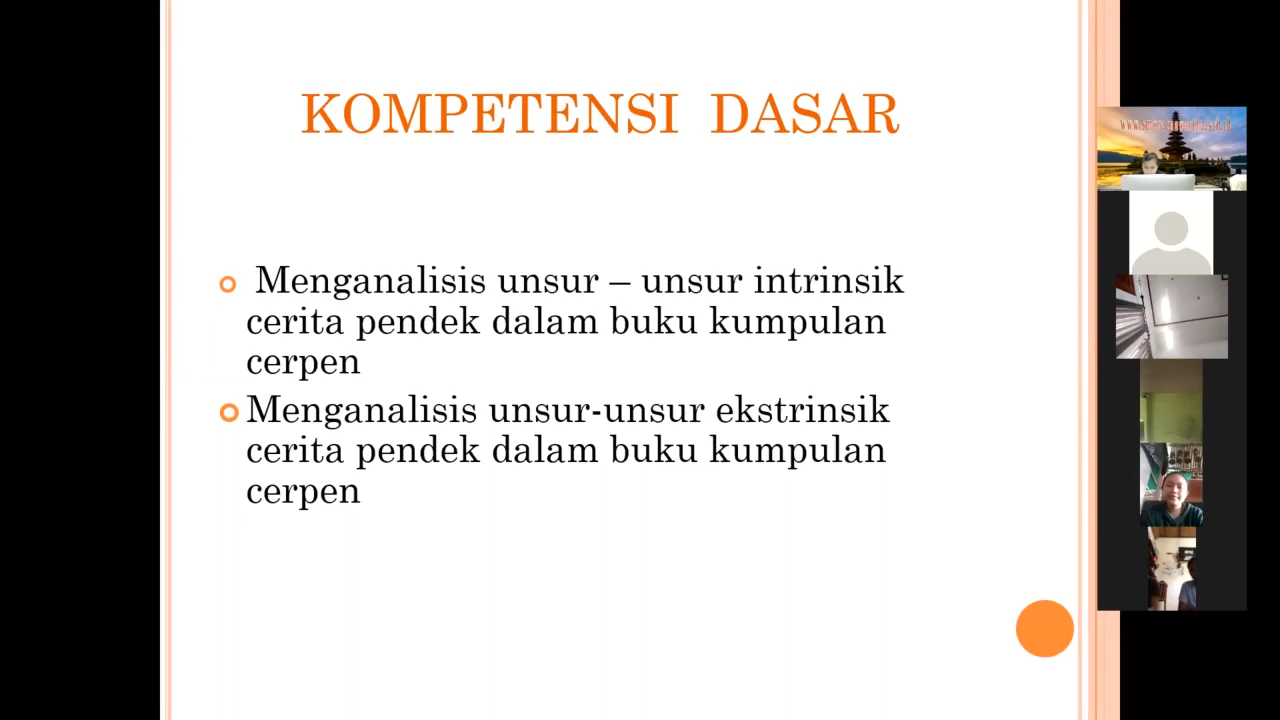 KOMPETENSI DASAR
Menganalisis unsur – unsur intrinsik
cerita pendek dalam buku kumpulan
cerpen
Menganalisis unsur-unsur ekstrinsik
cerita pendek dalam buku kumpulan
cerpen